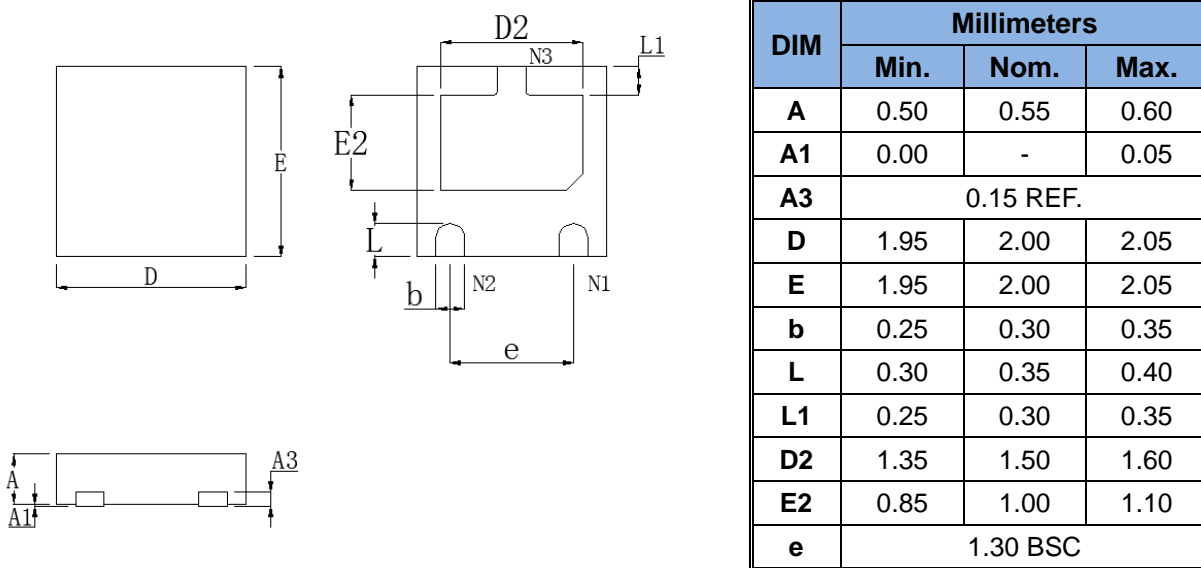 D2
N3
L1
E
E2
D
L
b
N2
N1
e
A
A1
A3
DIM Millimeters
Min. Nom. Max.
A 0.50 0.55 0.60
A1 0.00 - 0.05
A3 0.15 REF.
D 1.95 2.00 2.05
E 1.95 2.00 2.05
b 0.25 0.30 0.35
L 0.30 0.35 0.40
L1 0.25 0.30 0.35
D2 1.35 1.50 1.60
E2 0.85 1.00 1.10
e 1.30 BSC